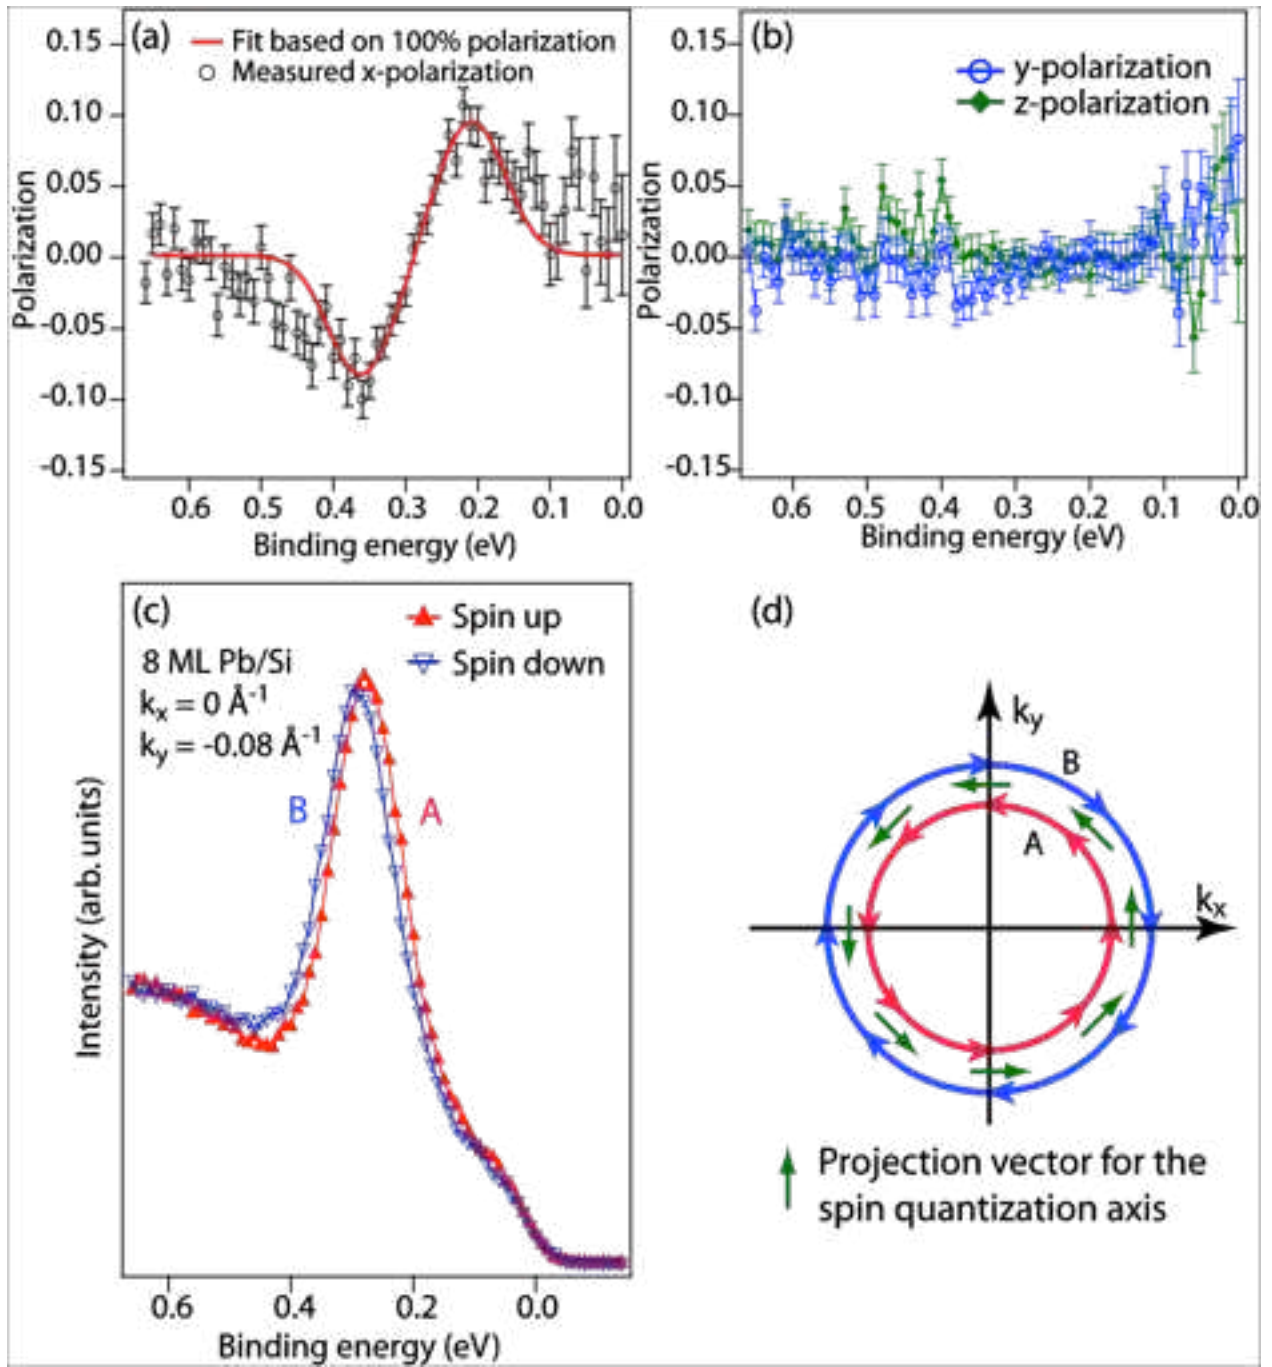 (a)
Fit based on 100% polarization
Measured x-polarization
0.15
0.10
0.05
0.00
-0.05
-0.10
-0.15
Polarization
0.6 0.5 0.4 0.3 0.2 0.1 0.0
Binding energy (eV)
(b)
y-polarization
z-polarization
0.15
0.10
0.05
0.00
-0.05
-0.10
-0.15
Polarization
0.6 0.5 0.4 0.3 0.2 0.1 0.0
Binding energy (eV)
(c)
Spin up
Spin down
8 ML Pb/Si
kx = 0 Å-1
ky = -0.08 Å-1
B
A
Intensity (arb. units)
0.6 0.4 0.2 0.0
Binding energy (eV)
(d)
ky
B
A
kx
Projection vector for the
spin quantization axis